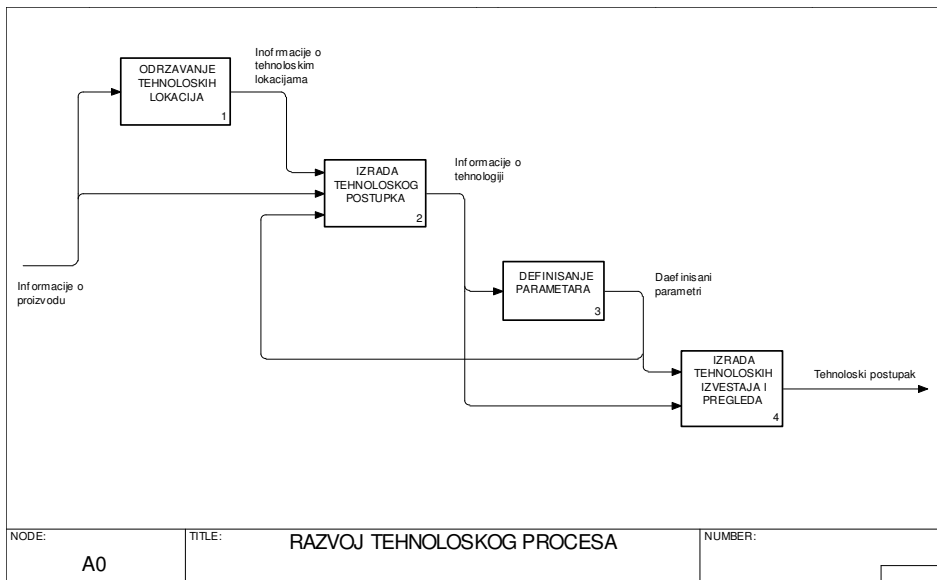 ODRZAVANJE
TEHNOLOSKIH
LOKACIJA
1
Inofrmacije o
tehnoloskim
lokacijama
IZRADA
TEHNOLOSKOG
POSTUPKA
2
Informacije o
tehnologiji
Informacije o
proizvodu
DEFINISANJE
PARAMETARA
3
Daefinisani
parametri
IZRADA
TEHNOLOSKIH
IZVESTAJA I
PREGLEDA
4
Tehnoloski postupak
NODE:
A0
TITLE:
RAZVOJ TEHNOLOSKOG PROCESA
NUMBER: